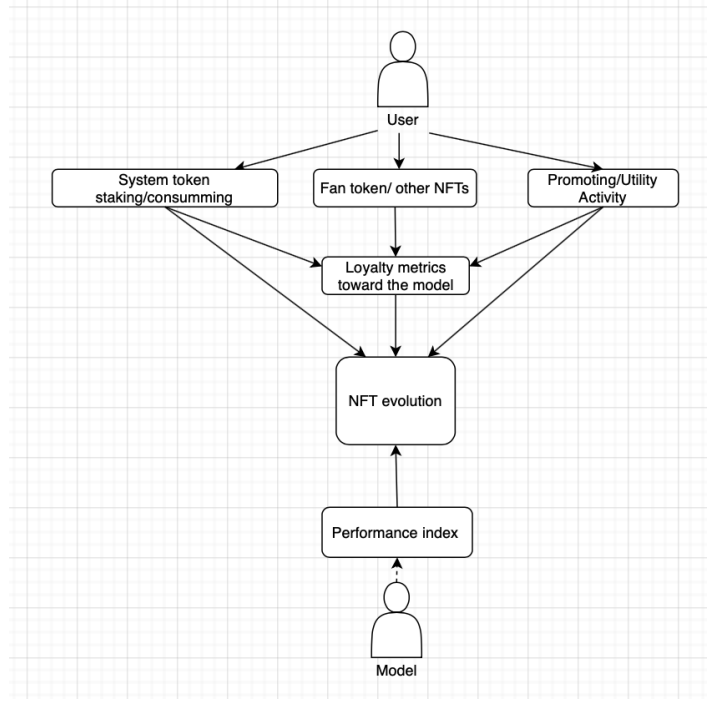 User
System token
staking/consumming
Fan token/ other NFTs
Promoting/Utility
Activity
Loyalty metrics
toward the model
NFT evolution
Performance index
Model